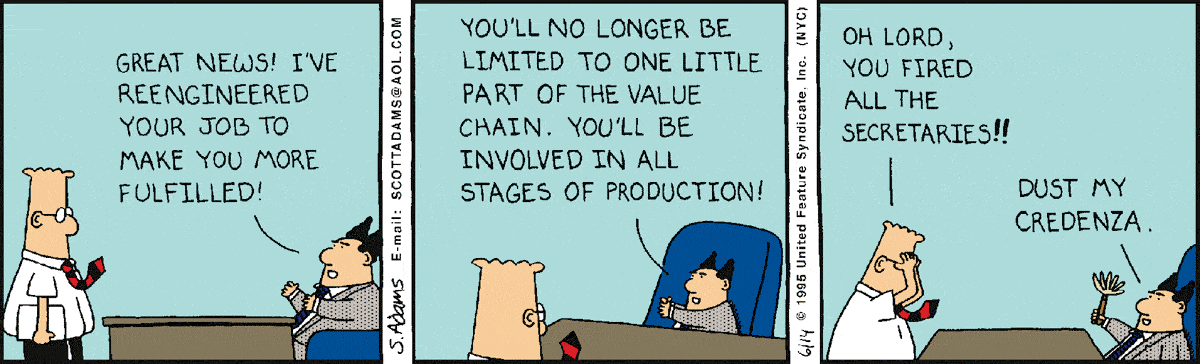 GREAT NEWS! I'VE
REENGINEERED
YOUR JOB TO
MAKE YOU MORE
FULFILLED!
S.Adams E-mail: SCOTTADAMS@AOL.COM
YOU'LL NO LONGER BE
LIMITED TO ONE LITTLE
PART OF THE VALUE
CHAIN. YOU'LL BE
INVOLVED IN ALL
STAGES OF PRODUCTION!
6/14 © 1995 United Feature Syndicate, Inc. (NYC)
OH LORD,
YOU FIRED
ALL THE
SECRETARIES!!
DUST MY
CREDENZA.